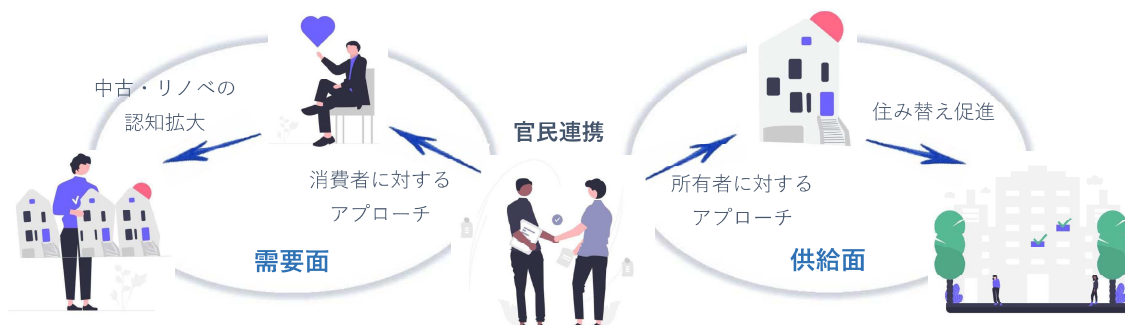 中古・リノベの
認知拡大
消費者に対する
アプローチ
需要面
官民連携
所有者に対する
アプローチ
住み替え促進
供給面